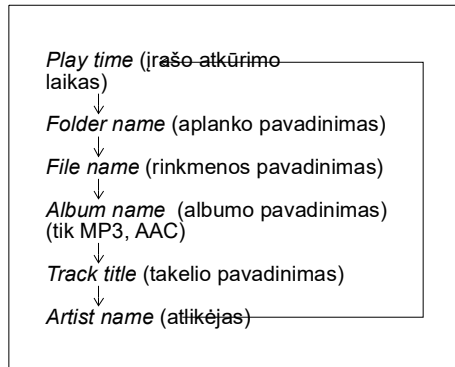 Play time (įrašo atkūrimo
laikas)
Folder name (aplanko pavadinimas)
File name (rinkmenos pavadinimas)
Album name (albumo pavadinimas)
(tik MP3, AAC)
Track title (takelio pavadinimas)
Artist name (atlikėjas)